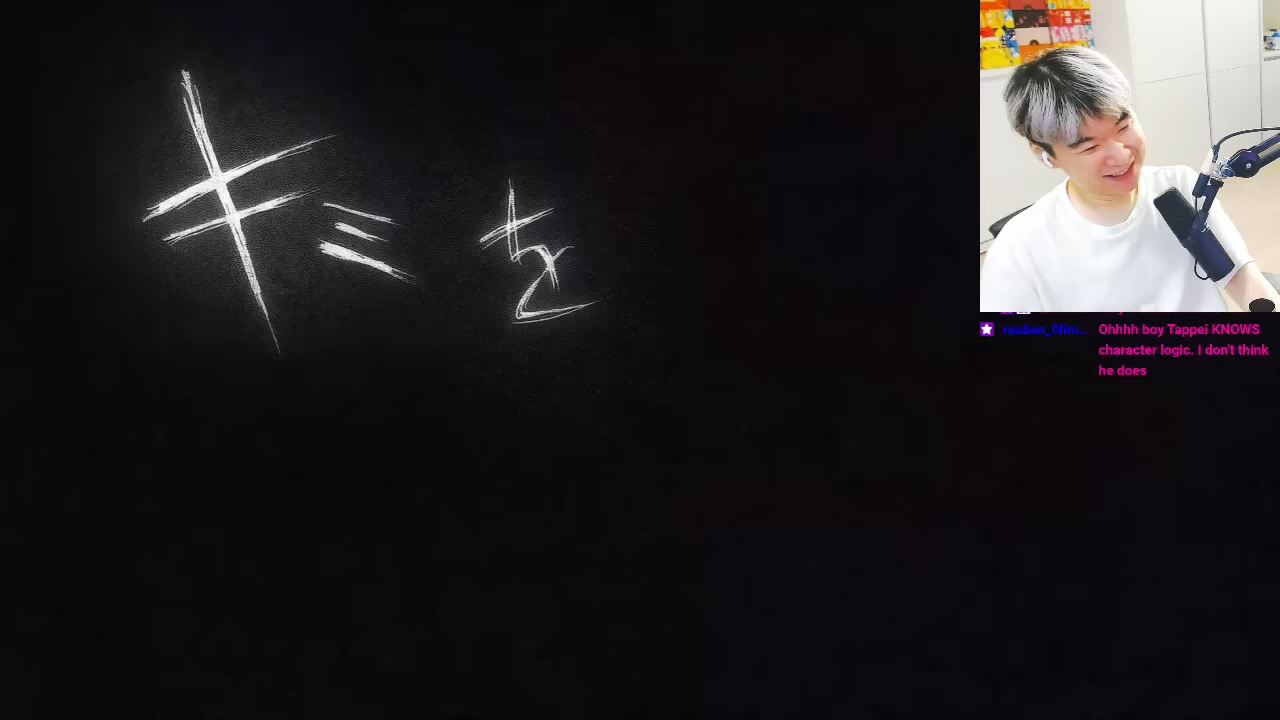 キミを
Ohhhh boy Tappei KNOWS
character logic. I don't think
he does